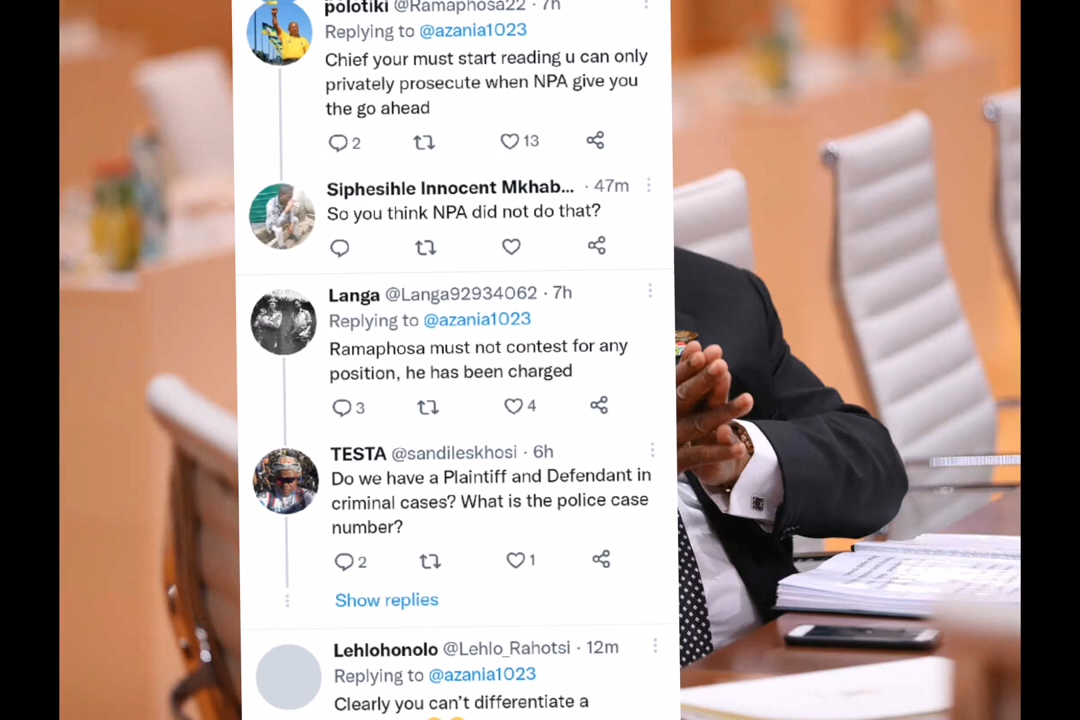 polotiki @Ramaphosa22 · 7h
Replying to @azania1023
Chief your must start reading u can only
privately prosecute when NPA give you
the go ahead
2 13
Siphesihle Innocent Mkhab... · 47m
So you think NPA did not do that?
Langa @Langa92934062 · 7h
Replying to @azania1023
Ramaphosa must not contest for any
position, he has been charged
3 4
TESTA @sandileskhosi · 6h
Do we have a Plaintiff and Defendant in
criminal cases? What is the police case
number?
2 1
Show replies
Lehlohonolo @Lehlo_Rahotsi · 12m
Replying to @azania1023
Clearly you can't differentiate a